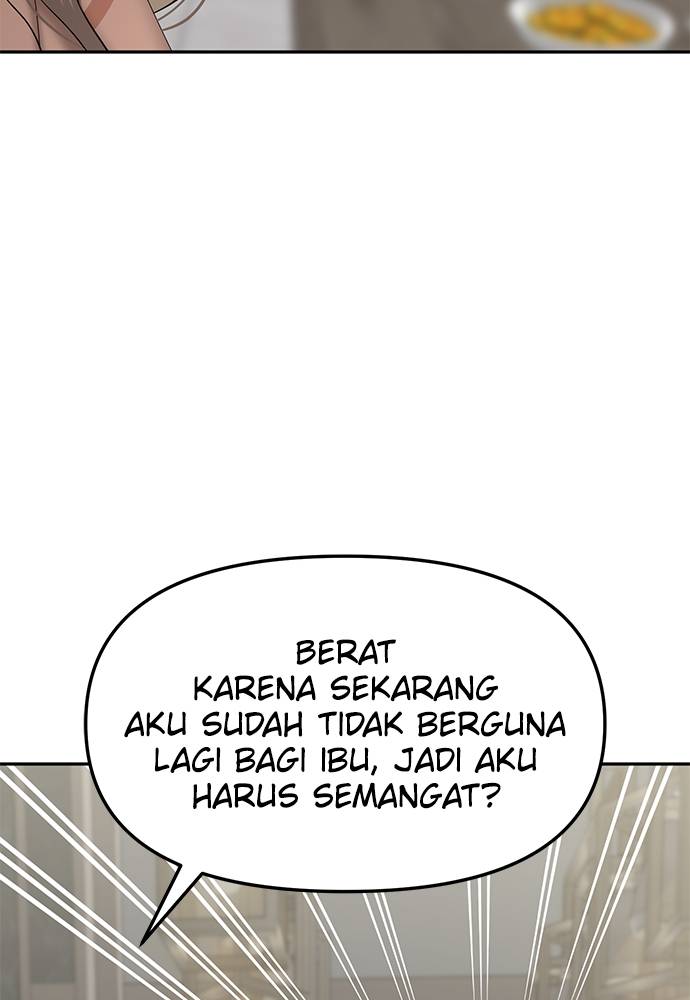 BERAT
KARENA SEKARANG
AKU SUDAH TIDAK BERGUNA
LAGI BAGI IBU, JADI AKU
HARUS SEMANGAT?